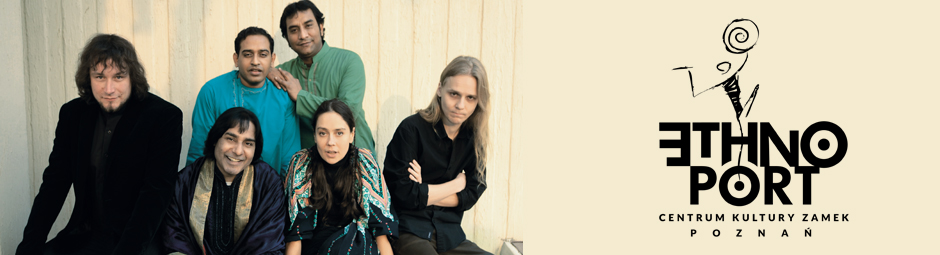 ETHNO
PORT
CENTRUM KULTURY ZAMEK
POZNAŃ